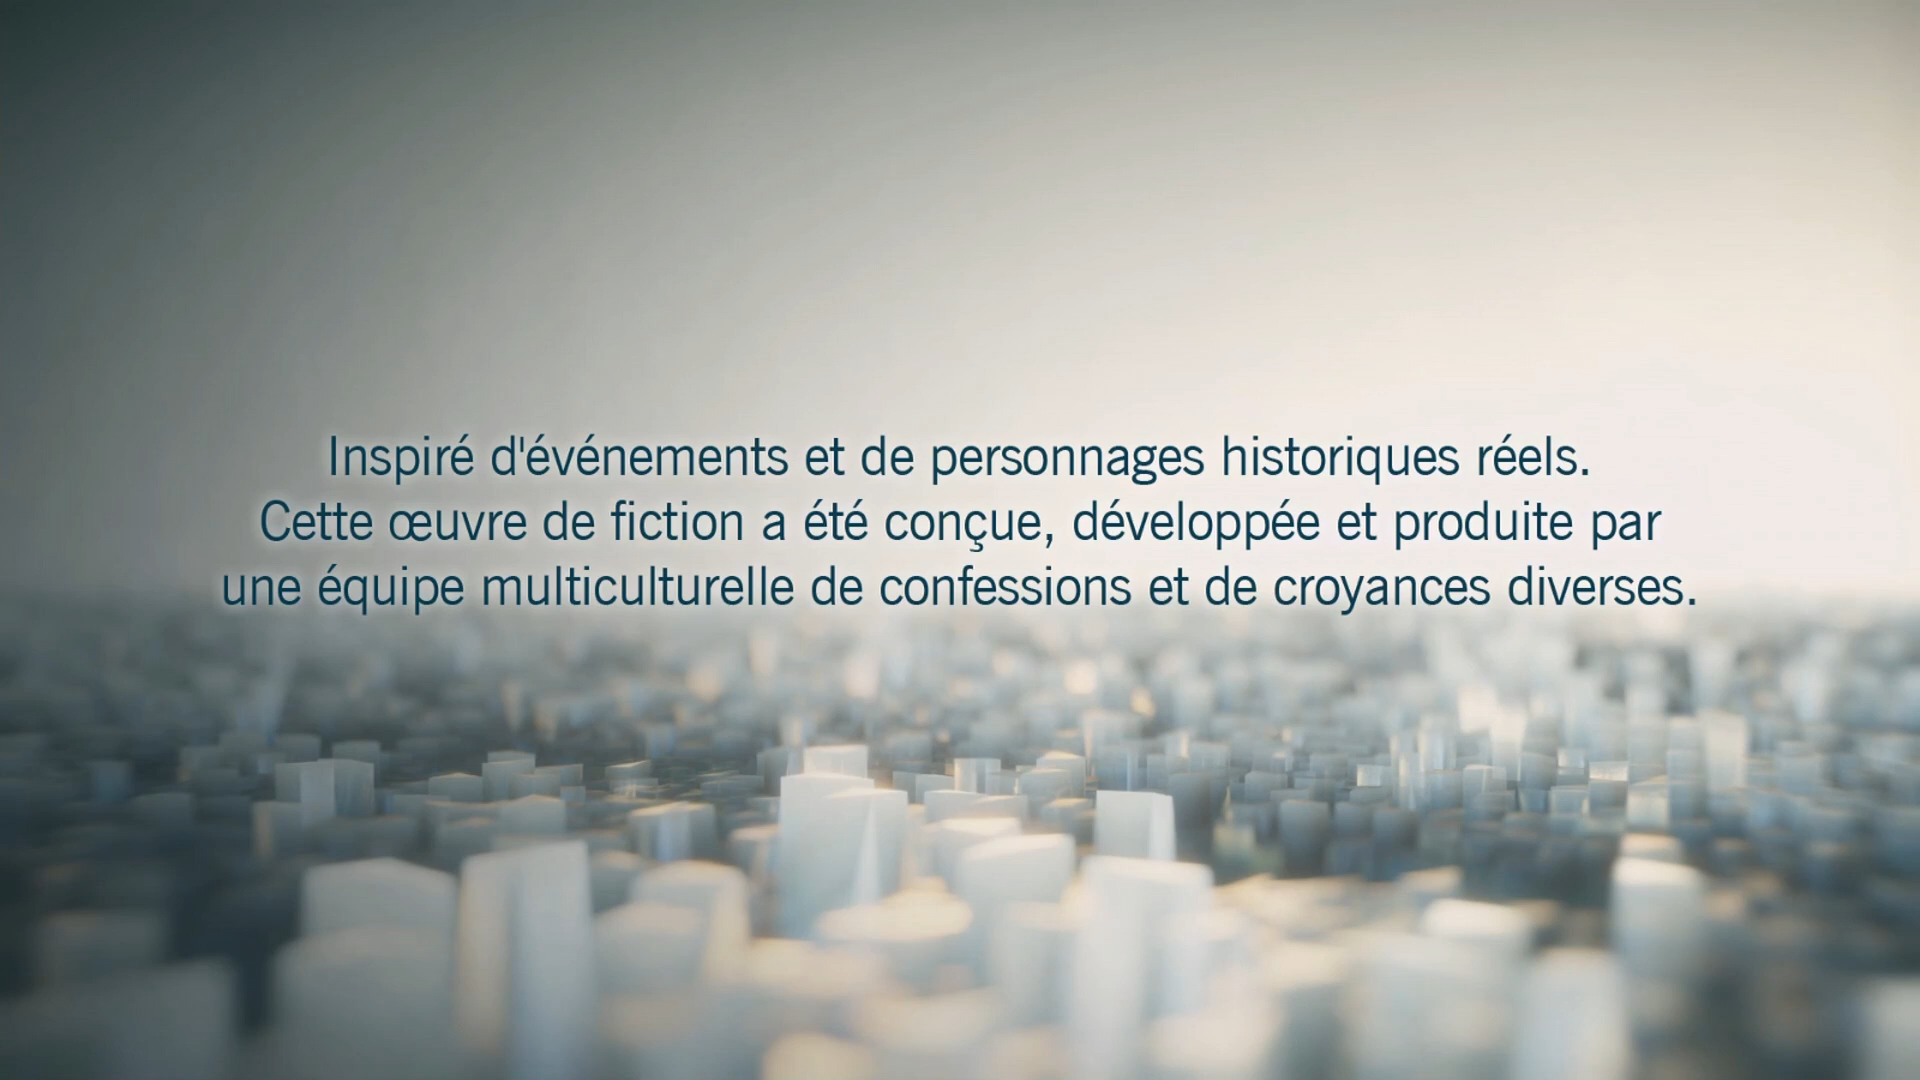 Inspiré d'événements et de personnages historiques réels.
Cette œuvre de fiction a été conçue, développée et produite par
une équipe multiculturelle de confessions et de croyances diverses.